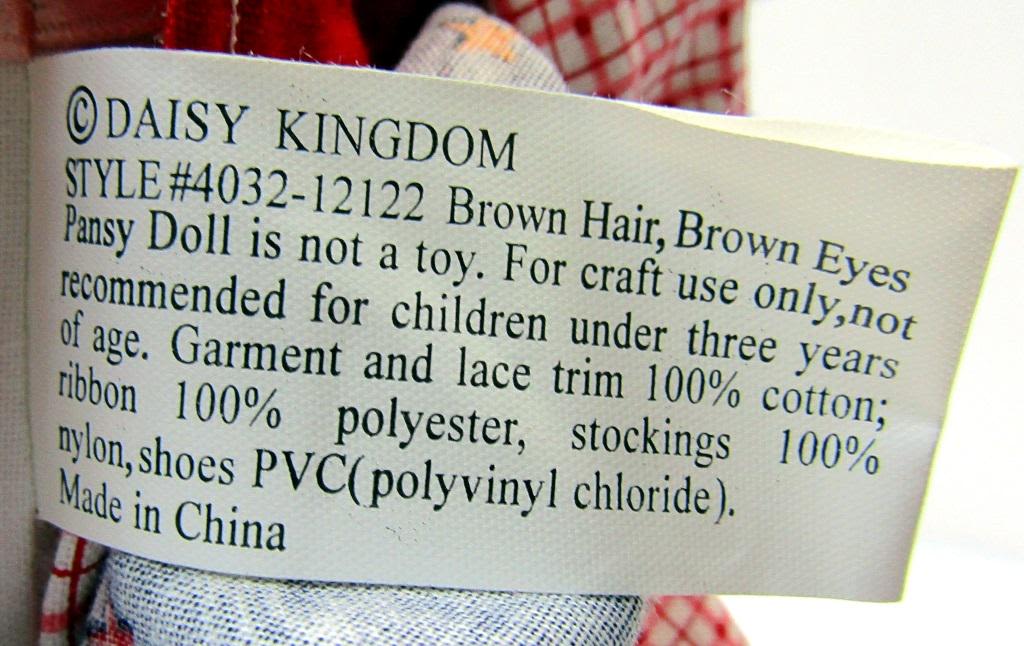 ©DAISY KINGDOM
STYLE #4032-12122 Brown Hair, Brown Eyes
Pansy Doll is not a toy. For craft use only,not
recommended for children under three years
of age. Garment and lace trim 100% cotton;
ribbon 100% polyester, stockings 100%
nylon, shoes PVC(polyvinyl chloride).
Made in China